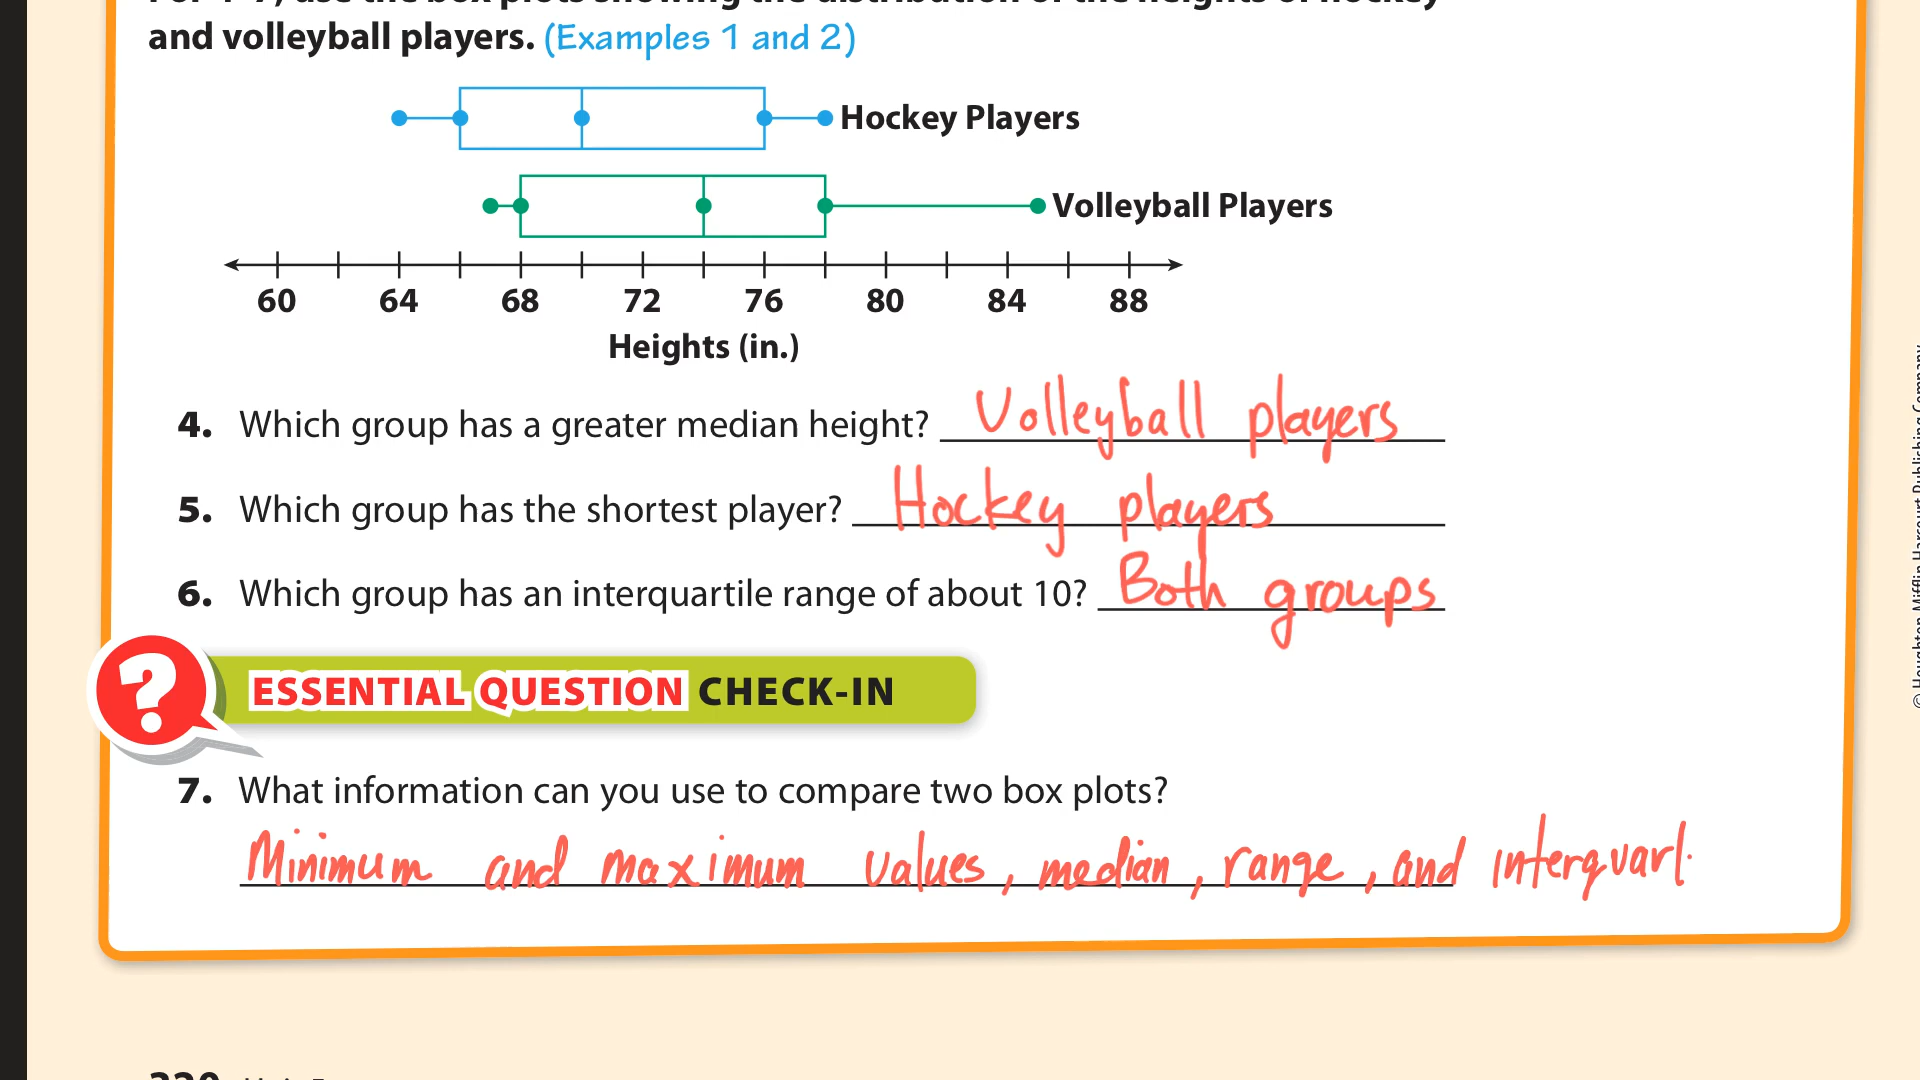 and volleyball players. (Examples 1 and 2)
Hockey Players
Volleyball Players
60 64 68 72 76 80 84 88
Heights (in.)
4. Which group has a greater median height? Volleyball players
5. Which group has the shortest player? Hockey players
6. Which group has an interquartile range of about 10? Both groups
? ESSENTIAL QUESTION CHECK-IN
7. What information can you use to compare two box plots?
Minimum and maximum values, median, range, and interquart.